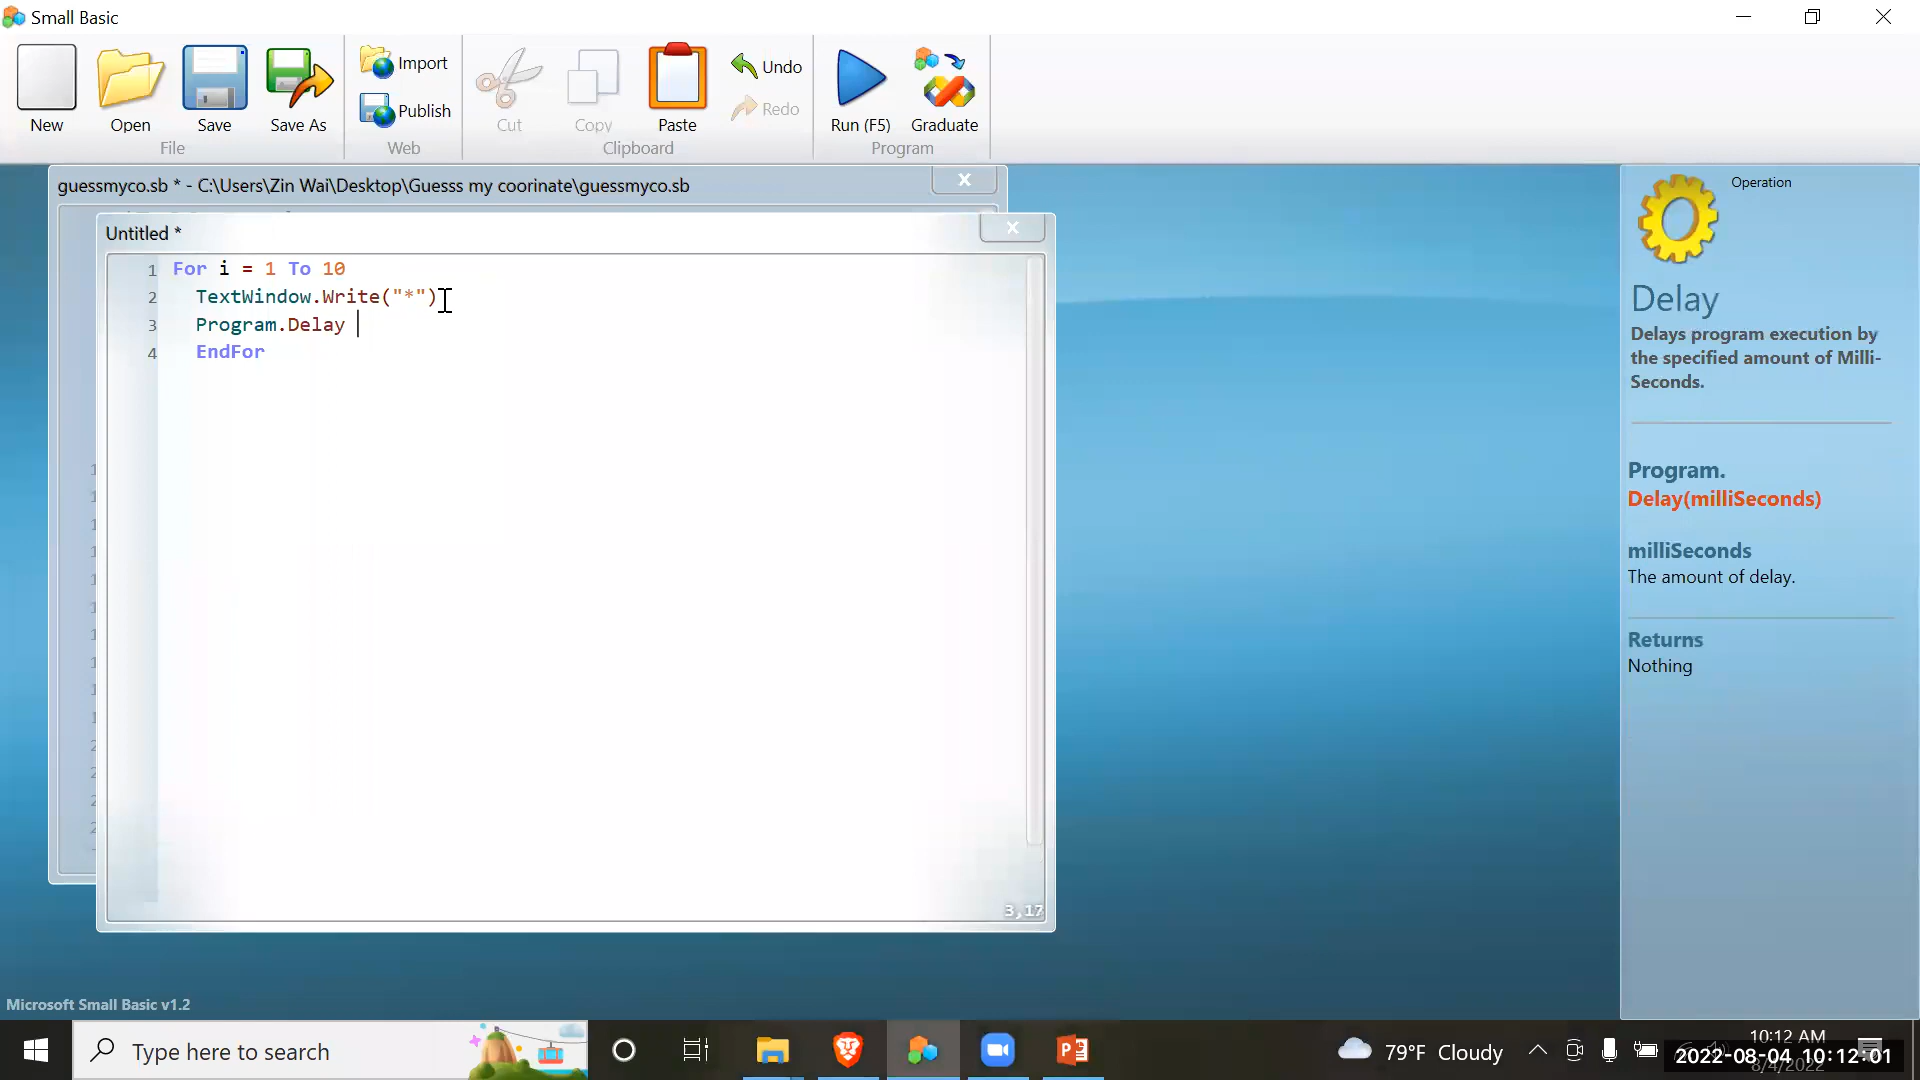 Small Basic
New
Open
Save
Save As
File
Import
Publish
Web
Cut
Copy
Paste
Undo
Redo
Clipboard
Run (F5)
Graduate
Program
guessmyco.sb * - C:\Users\Zin Wai\Desktop\Guesss my coorinate\guessmyco.sb
x
Untitled *
x
1 For i = 1 To 10
2 TextWindow.Write("*")
3 Program.Delay
4 EndFor
3,17
Operation
Delay
Delays program execution by
the specified amount of Milli-
Seconds.
Program.
Delay(milliSeconds)
milliSeconds
The amount of delay.
Returns
Nothing
Microsoft Small Basic v1.2
Type here to search
79°F Cloudy
10:12 AM
8/4/2022
2022-08-04 10:12:01